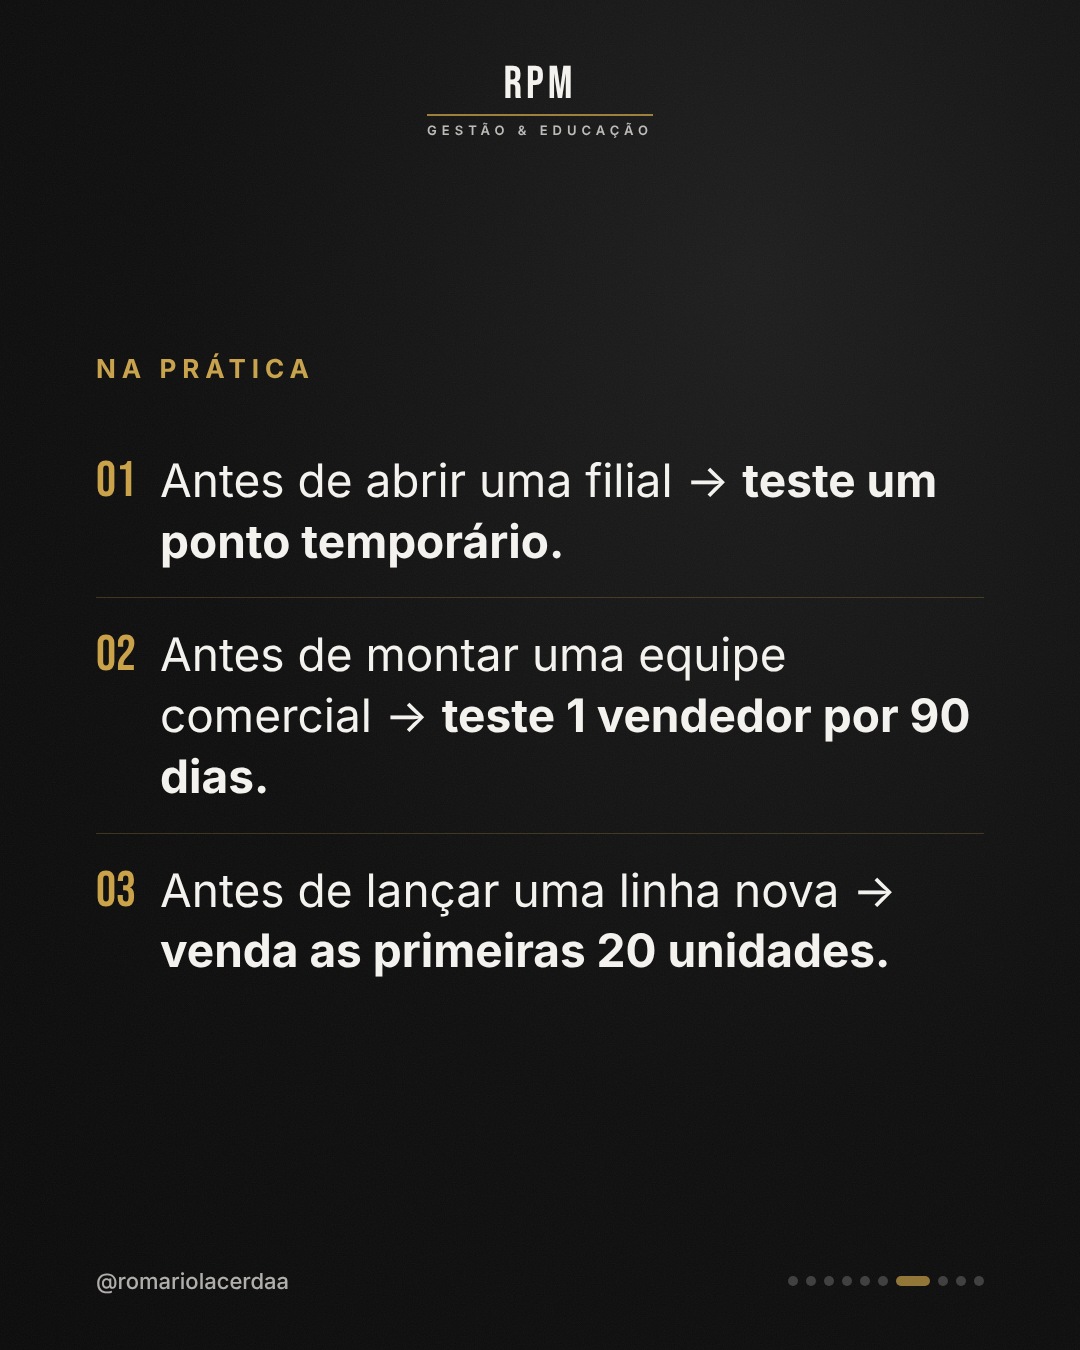 RPM
GESTÃO & EDUCAÇÃO
NA PRÁTICA
01 Antes de abrir uma filial → teste um
ponto temporário.
02 Antes de montar uma equipe
comercial → teste 1 vendedor por 90
dias.
03 Antes de lançar uma linha nova →
venda as primeiras 20 unidades.
@romariolacerdaa